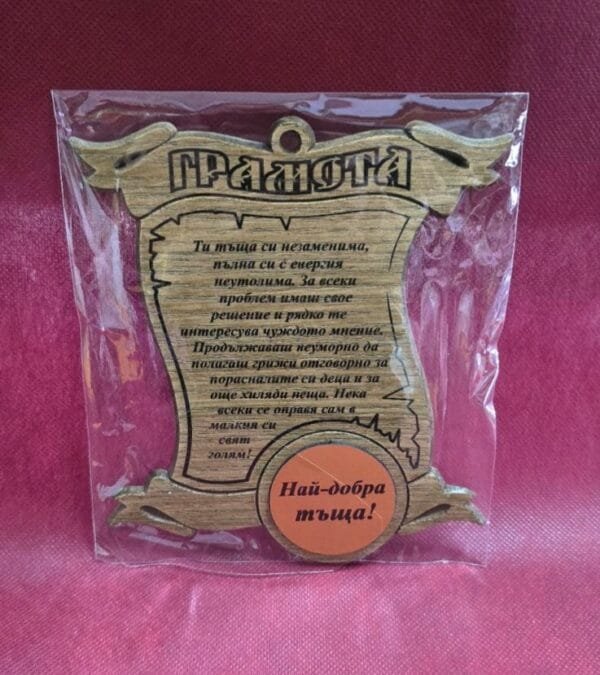 ГРАМОТА
Ти тъща си незаменима,
пълна си с енергия
неутолима. За всеки
проблем имаш свое
решение и рядко те
интересува чуждото мнение.
Продължаваш неуморно да
полагаш грижи отговорно за
порасналите си деца и за
още хиляди неща. Нека
всеки се оправя сам в
малкия си
свят
голям!
Най-добра
тъща!